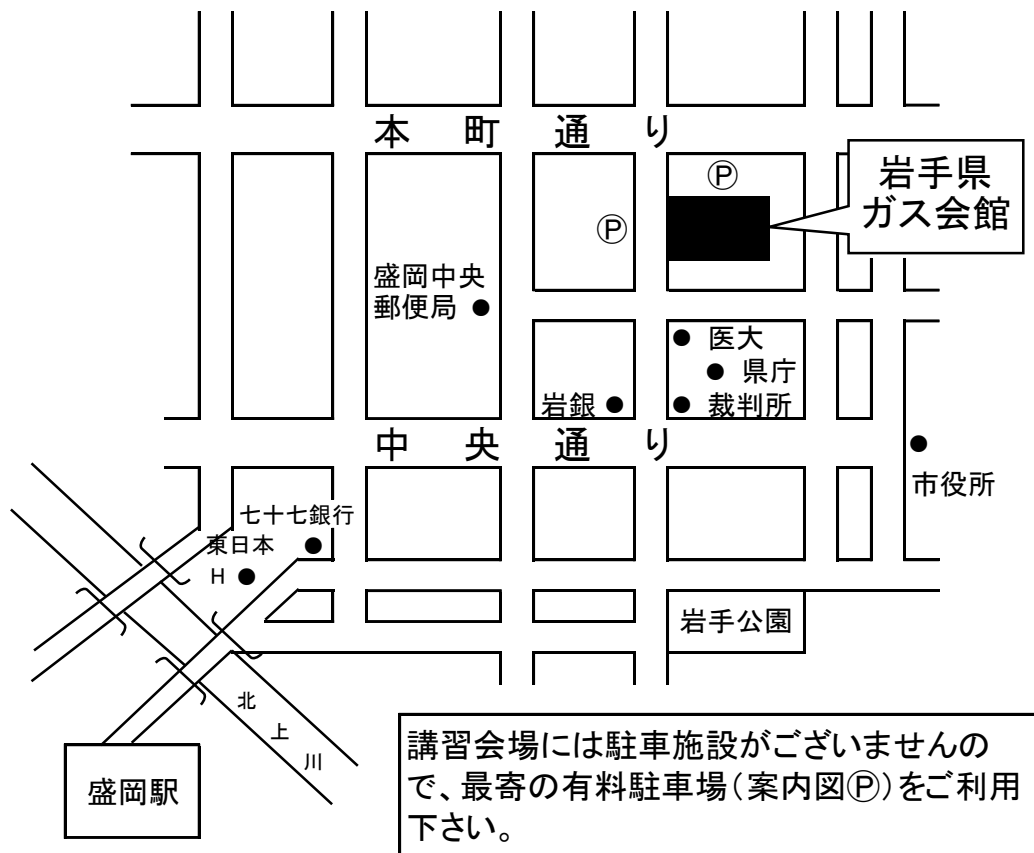 本町通り
Ⓟ
岩手県
ガス会館
Ⓟ
盛岡中央
郵便局
医大
県庁
岩銀
裁判所
中央通り
市役所
七十七銀行
東日本
H
岩手公園
北上川
盛岡駅
講習会場には駐車施設がございませんの
で、最寄の有料駐車場(案内図Ⓟ)をご利用
下さい。